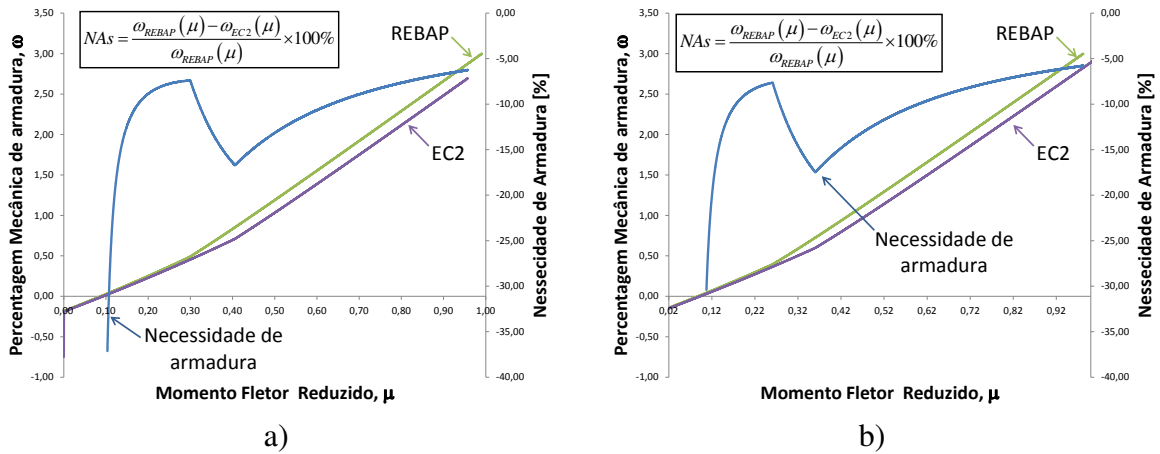 NAs = (ω_REBAP(μ) − ω_EC2(μ)) / ω_REBAP(μ) ×100%
Percentagem Mecânica de armadura, ω
3,50
3,00
2,50
2,00
1,50
1,00
0,50
0,00
-0,50
-1,00
0,00 0,10 0,20 0,30 0,40 0,50 0,60 0,70 0,80 0,90 1,00
REBAP
EC2
Necessidade de
armadura
0,00
-5,00
-10,00
-15,00
-20,00
-25,00
-30,00
-35,00
-40,00
Nessecidade de Armadura [%]
Momento Fletor Reduzido, μ
a)
NAs = (ω_REBAP(μ) − ω_EC2(μ)) / ω_REBAP(μ) ×100%
Percentagem Mecânica de armadura, ω
3,50
3,00
2,50
2,00
1,50
1,00
0,50
0,00
-0,50
-1,00
0,02 0,12 0,22 0,32 0,42 0,52 0,62 0,72 0,82 0,92
REBAP
EC2
Necessidade de
armadura
0,00
-5,00
-10,00
-15,00
-20,00
-25,00
-30,00
-35,00
-40,00
Nessecidade de Armadura [%]
Momento Fletor Reduzido, μ
b)